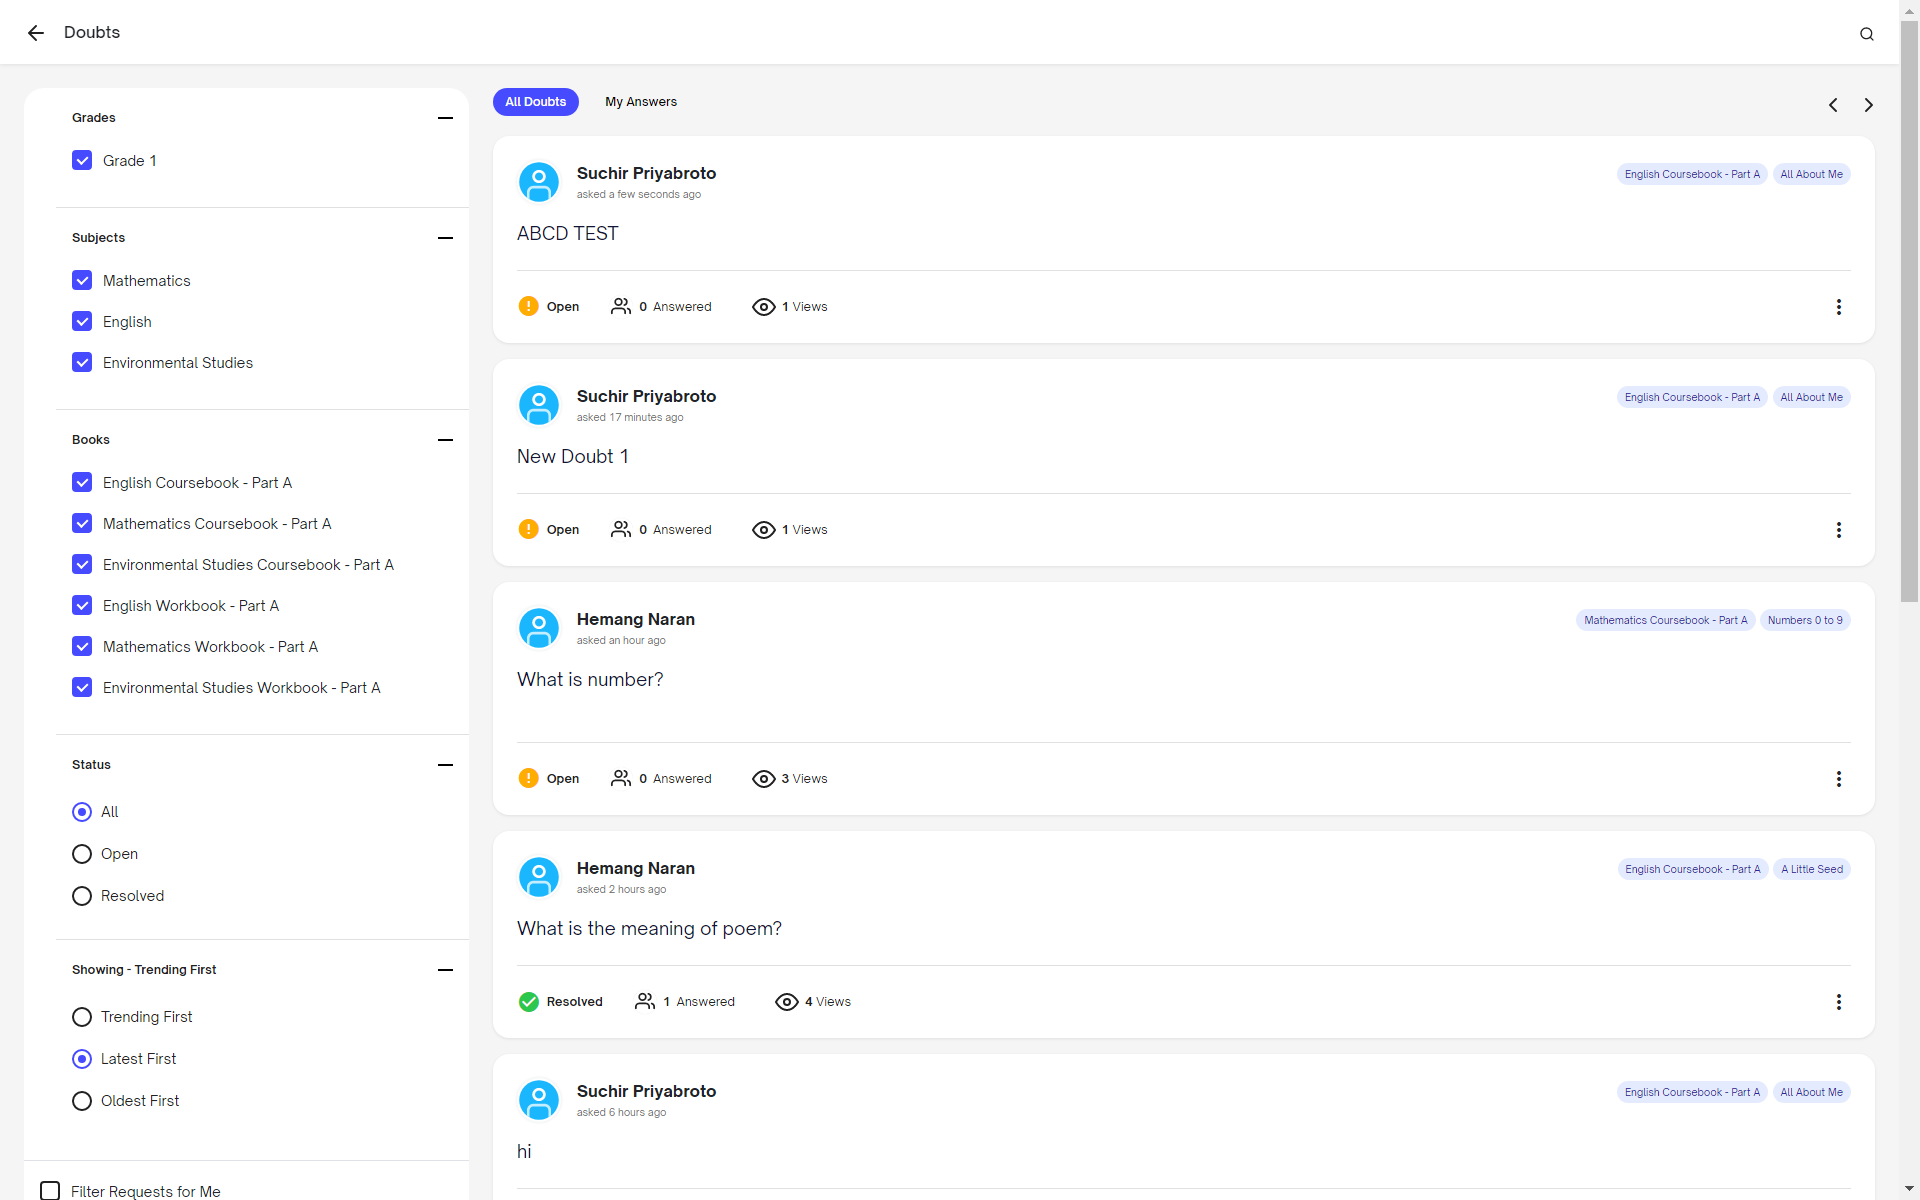 Doubts
Grades
Grade 1
Subjects
Mathematics
English
Environmental Studies
Books
English Coursebook - Part A
Mathematics Coursebook - Part A
Environmental Studies Coursebook - Part A
English Workbook - Part A
Mathematics Workbook - Part A
Environmental Studies Workbook - Part A
Status
All
Open
Resolved
Showing - Trending First
Trending First
Latest First
Oldest First
Filter Requests for Me
All Doubts My Answers
Suchir Priyabroto English Coursebook - Part A All About Me
asked a few seconds ago
ABCD TEST
Open 0 Answered 1 Views
Suchir Priyabroto English Coursebook - Part A All About Me
asked 17 minutes ago
New Doubt 1
Open 0 Answered 1 Views
Hemang Naran Mathematics Coursebook - Part A Numbers 0 to 9
asked an hour ago
What is number?
Open 0 Answered 3 Views
Hemang Naran English Coursebook - Part A A Little Seed
asked 2 hours ago
What is the meaning of poem?
Resolved 1 Answered 4 Views
Suchir Priyabroto English Coursebook - Part A All About Me
asked 6 hours ago
hi